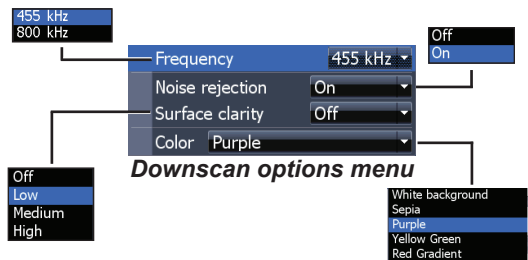 455 kHz
800 kHz
Off
On
Frequency 455 kHz
Noise rejection On
Surface clarity Off
Color Purple
Downscan options menu
Off
Low
Medium
High
White background
Sepia
Purple
Yellow Green
Red Gradient